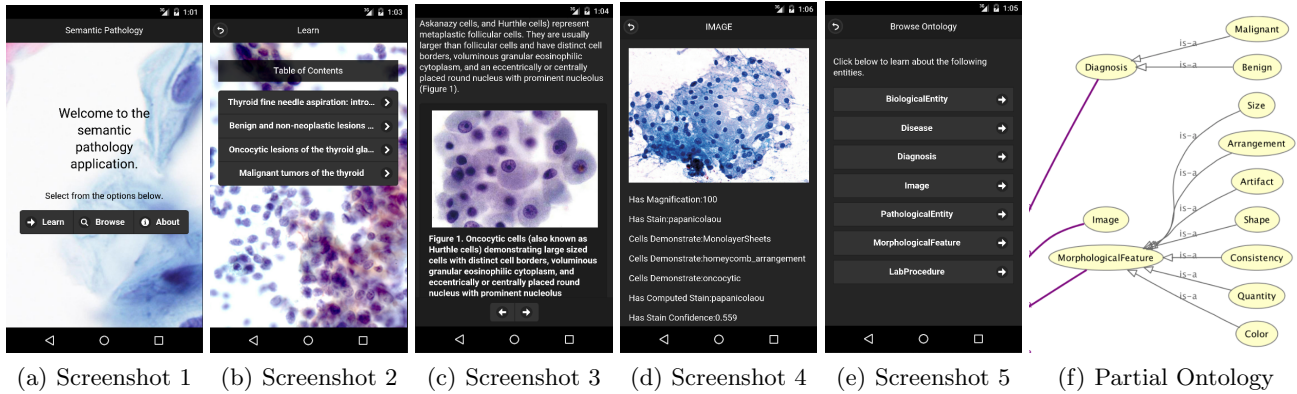 3G 1:01
Semantic Pathology
Welcome to the
semantic
pathology
application.
Select from the options below.
Learn Browse About
(a) Screenshot 1
3G 1:03
Learn
Table of Contents
Thyroid fine needle aspiration: intro...
Benign and non-neoplastic lesions ...
Oncocytic lesions of the thyroid gla...
Malignant tumors of the thyroid
(b) Screenshot 2
3G 1:04
Askanazy cells, and Hurthle cells) represent
metaplastic follicular cells. They are usually
larger than follicular cells and have distinct cell
borders, voluminous granular eosinophilic
cytoplasm, and an eccentrically or centrally
placed round nucleus with prominent nucleolus
(Figure 1).
Figure 1. Oncocytic cells (also known as
Hurthle cells) demonstrating large sized
cells with distinct cell borders, voluminous
granular eosinophilic cytoplasm, and
eccentrically or centrally placed round
nucleus with prominent nucleolus
(c) Screenshot 3
3G 1:06
IMAGE
Has Magnification:100
Has Stain:papanicolaou
Cells Demonstrate:MonolayerSheets
Cells Demonstrate:honeycomb_arrangement
Cells Demonstrate:oncocytic
Has Computed Stain:papanicolaou
Has Stain Confidence:0.559
(d) Screenshot 4
3G 1:05
Browse Ontology
Click below to learn about the following
entities.
BiologicalEntity
Disease
Diagnosis
Image
PathologicalEntity
MorphologicalFeature
LabProcedure
(e) Screenshot 5
Malignant
is-a
Diagnosis
is-a
Benign
Size
is-a
Arrangement
is-a
Artifact
is-a
Image
Shape
is-a
MorphologicalFeature
is-a
Consistency
is-a
Quantity
is-a
Color
(f) Partial Ontology